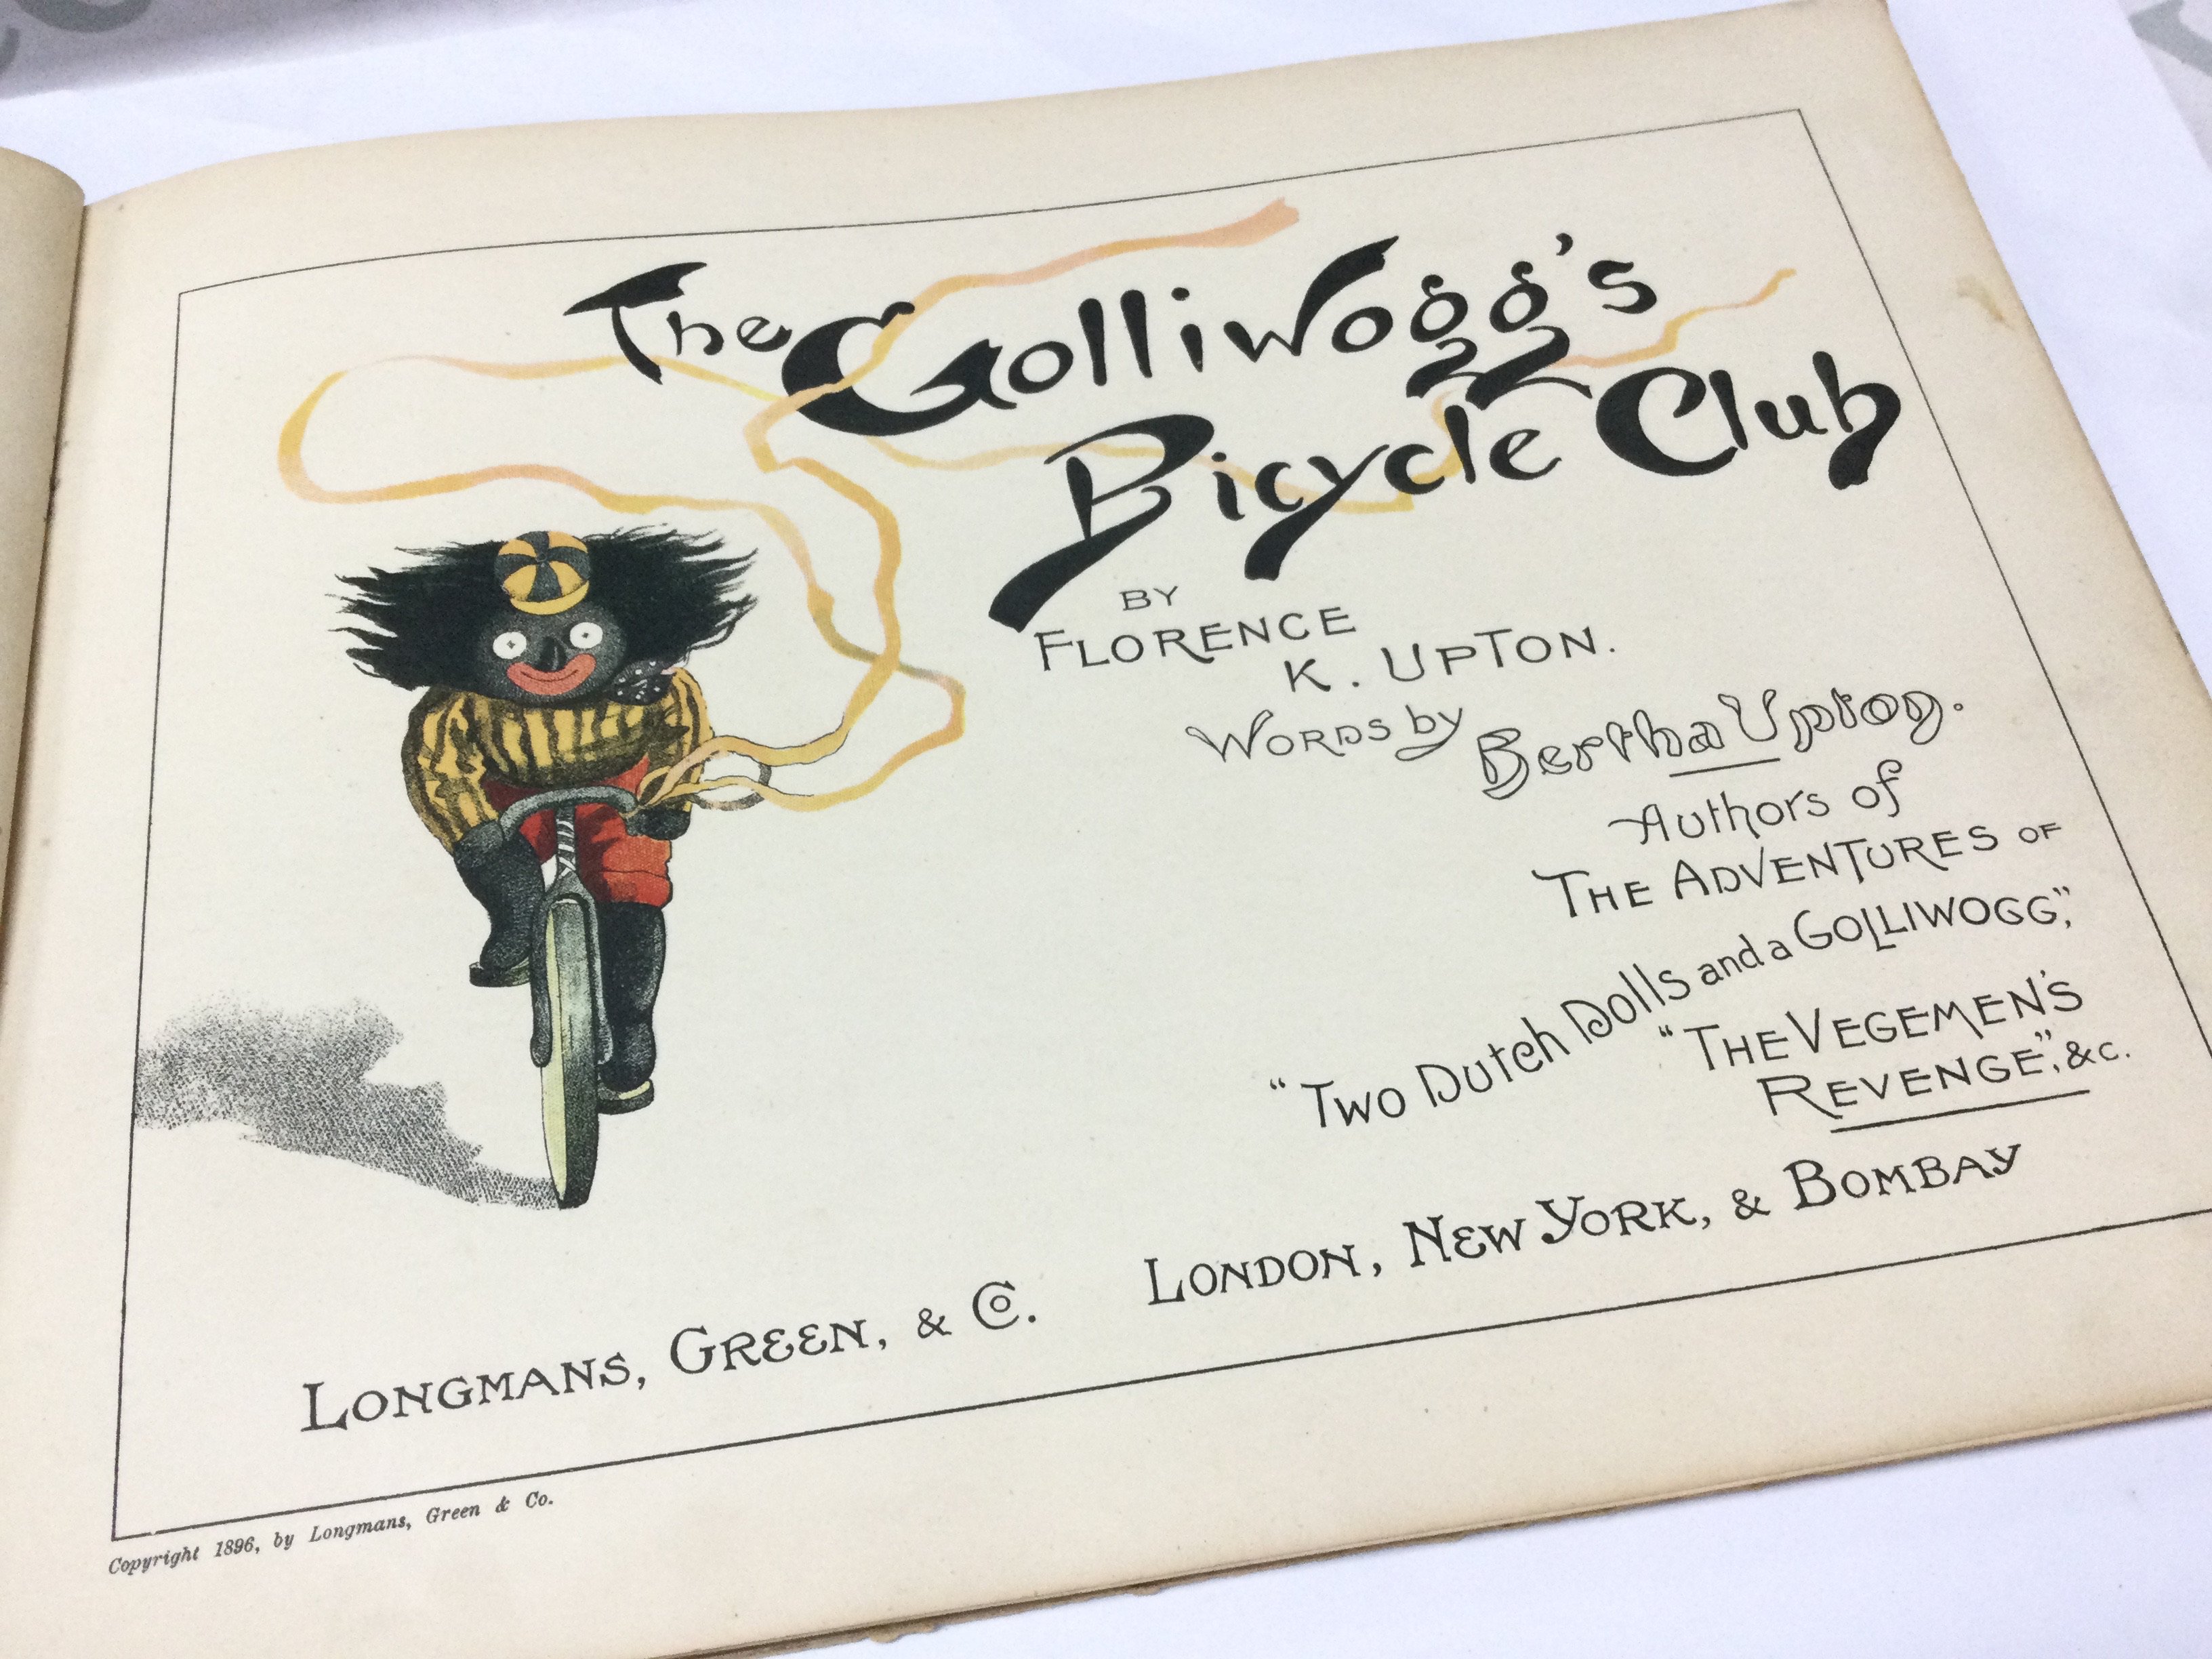 The Golliwogg's
Bicycle Club
BY
FLORENCE
K. UPTON.
WORDS by Bertha Upton.
Authors of
THE ADVENTURES OF
"Two Dutch Dolls and a GOLLIWOGG",
"THE VEGEMEN'S
REVENGE", &c.
LONGMANS, GREEN, & Co. LONDON, NEW YORK, & BOMBAY
Copyright 1896, by Longmans, Green & Co.